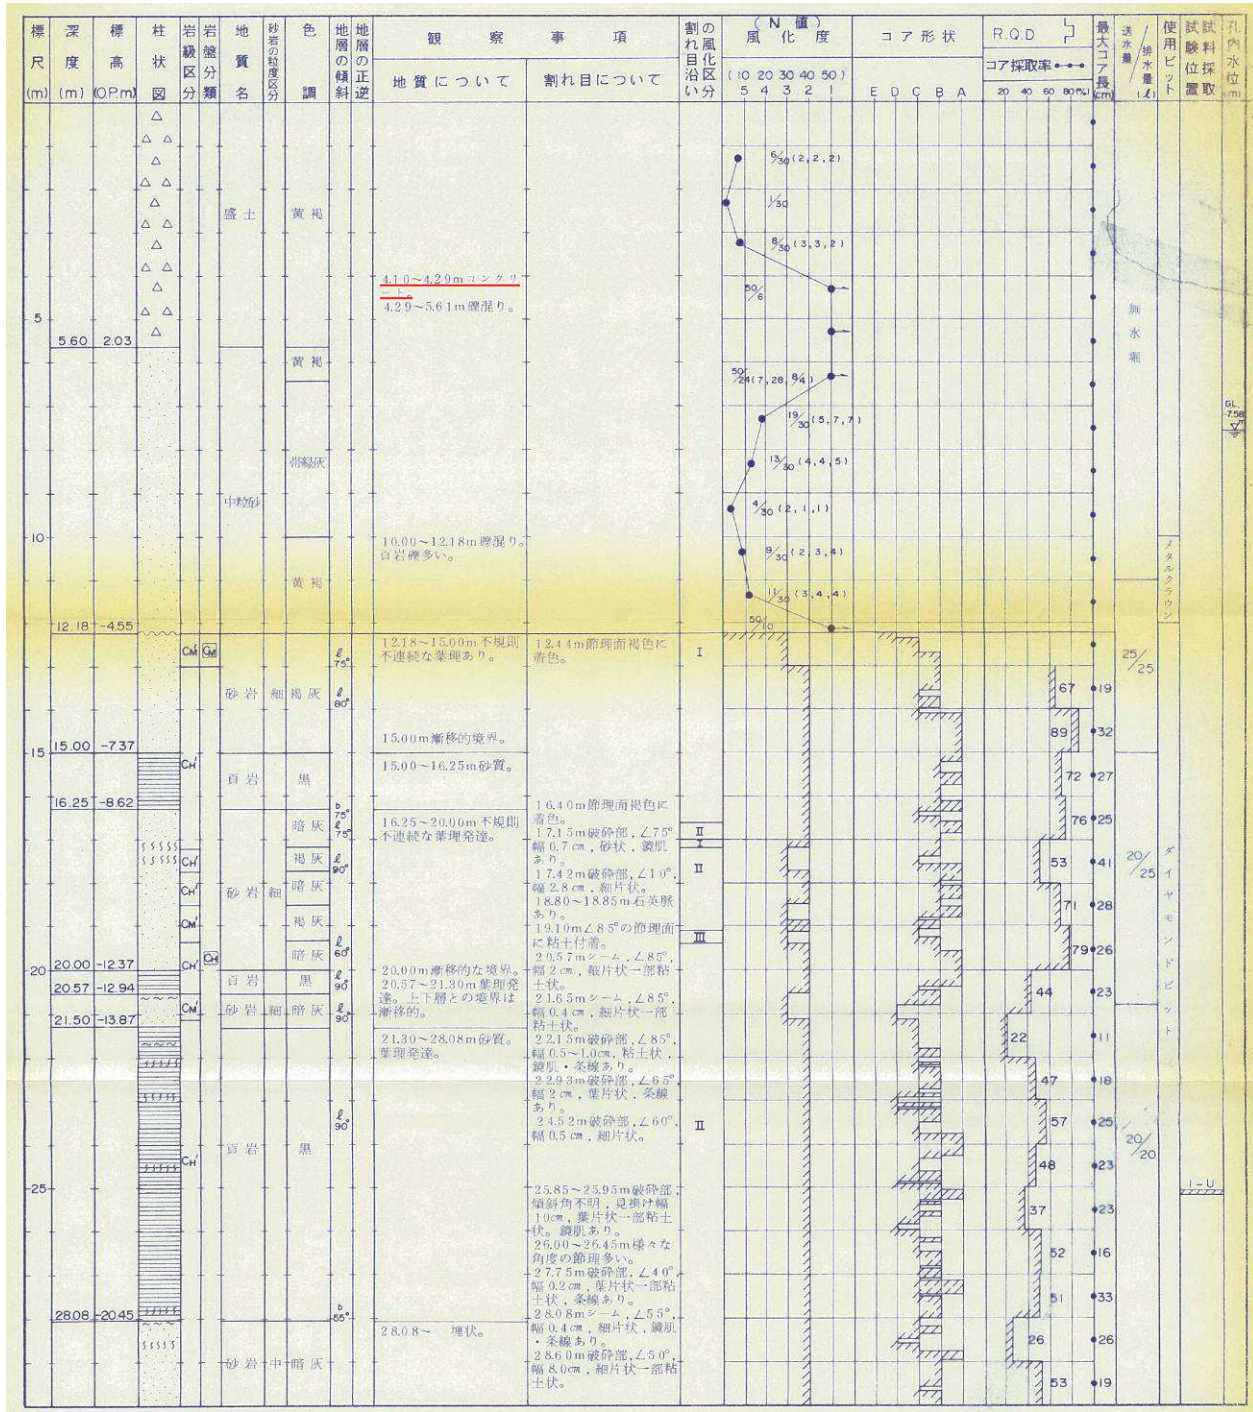 標尺(m)
深度(m)
標高(O.P.m)
柱状図
岩級区分
岩盤分類
地質名
砂岩の粒度区分
色調
地層の傾斜
地層の正逆
観察事項
地質について
割れ目について
割れ目沿いの風化区分
(N値)
風化度
(10 20 30 40 50)
5 4 3 2 1
コア形状
E D C B A
R.Q.D
コア採取率
20 40 60 80(%)
最大コア長(cm)
送水量/排水量(ℓ)
使用ビット
試験位置
試料採取
孔内水位(m)
6/30(2,2,2)
1/30
盛土 黄褐
8/30(3,3,2)
4.10~4.29mコンクリ
ート。
50/6
4.29~5.61m礫混り。
無水掘
5
5.60 2.03
黄褐
50/24(7,28,8/4)
GL
-7.58
19/30(5,7,7)
帯緑灰
13/30(4,4,5)
中粒砂
4/30(2,1,1)
10
10.00~12.18m礫混り。
頁岩礫多い。
9/30(2,3,4)
メタルクラウン
黄褐
11/30(3,4,4)
12.18 -4.55
50/10
12.18~15.00m不規則
不連続な葉理あり。
12.44m節理面褐色に
着色。
CM CM
ℓ 75°
I
25/25
砂岩 細 褐灰
ℓ 80°
67 19
15.00m漸移的境界。
89 32
15
15.00 -7.37
CH'
15.00~16.25m砂質。
頁岩 黒
72 27
16.25 -8.62
b 75°
ℓ 75°
暗灰
16.25~20.00m不規則
不連続な葉理発達。
16.40m節理面褐色に
着色。
17.15m破砕部,∠75°
幅0.7cm,砂状,鏡肌
あり。
II
I
76 25
CH'
褐灰
ℓ 90°
17.42m破砕部,∠10°,
幅2.8cm,細片状。
II
53 41
20/25
ダイヤモンドビット
CH'
砂岩 細 暗灰
18.80~18.85m石英脈
あり。
71 28
CM'
褐灰
19.10m∠85°の節理面
に粘土付着。
III
CH' CH
暗灰
ℓ 60°
79 26
20
20.00 -12.37
20.00m漸移的な境界。
20.57mシーム,∠85°,
幅2cm,細片状一部粘
土状。
頁岩 黒
ℓ 90°
20.57 -12.94
20.57~21.30m葉理発
達。上下層との境界は
漸移的。
44 23
CM'
砂岩 細 暗灰
ℓ 90°
21.50 -13.87
21.65mシーム,∠85°,
幅0.4cm,細片状一部
粘土状。
21.30~28.08m砂質。
葉理発達。
22 11
22.15m破砕部,∠85°,
幅0.5~1.0cm,粘土状,
鏡肌・条線あり。
47 18
22.93m破砕部,∠65°,
幅2cm,葉片状,条線
あり。
57 25
24.52m破砕部,∠60°,
幅0.5cm,細片状。
ℓ 90°
II
20/20
頁岩 黒
CH'
48 23
25
1-U
25.85~25.95m破砕部,
傾斜角不明,見掛け幅
10cm,葉片状一部粘土
状。鏡肌あり。
37 23
26.00~26.45m様々な
角度の節理多い。
52 16
27.75m破砕部,∠40°,
幅0.2cm,葉片状一部粘
土状,条線あり。
51 33
28.08 -20.45
b 55°
28.08~ 塊状。
28.08mシーム,∠55°,
幅0.4cm,細片状,鏡肌
・条線あり。
26 26
28.60m破砕部,∠50°,
幅8.0cm,細片状一部粘
土状。
砂岩 中 暗灰
53 19